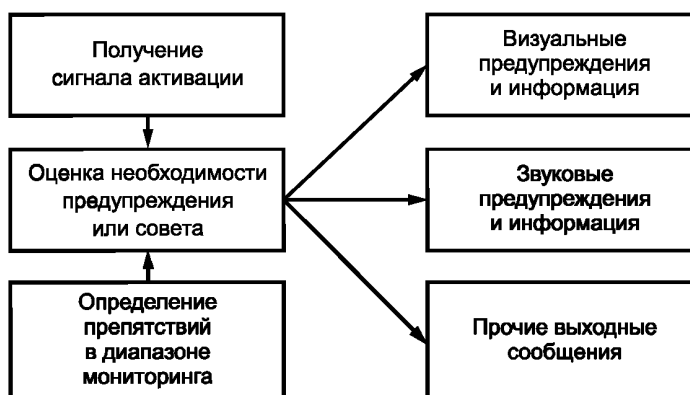 Получение
сигнала активации
Оценка необходимости
предупреждения
или совета
Определение
препятствий
в диапазоне
мониторинга
Визуальные
предупреждения
и информация
Звуковые
предупреждения
и информация
Прочие выходные
сообщения